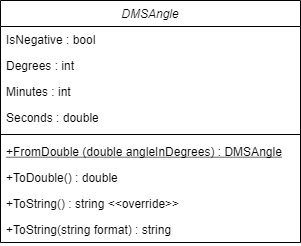 DMSAngle
IsNegative : bool
Degrees : int
Minutes : int
Seconds : double
+FromDouble (double angleInDegrees) : DMSAngle
+ToDouble() : double
+ToString() : string <<override>>
+ToString(string format) : string